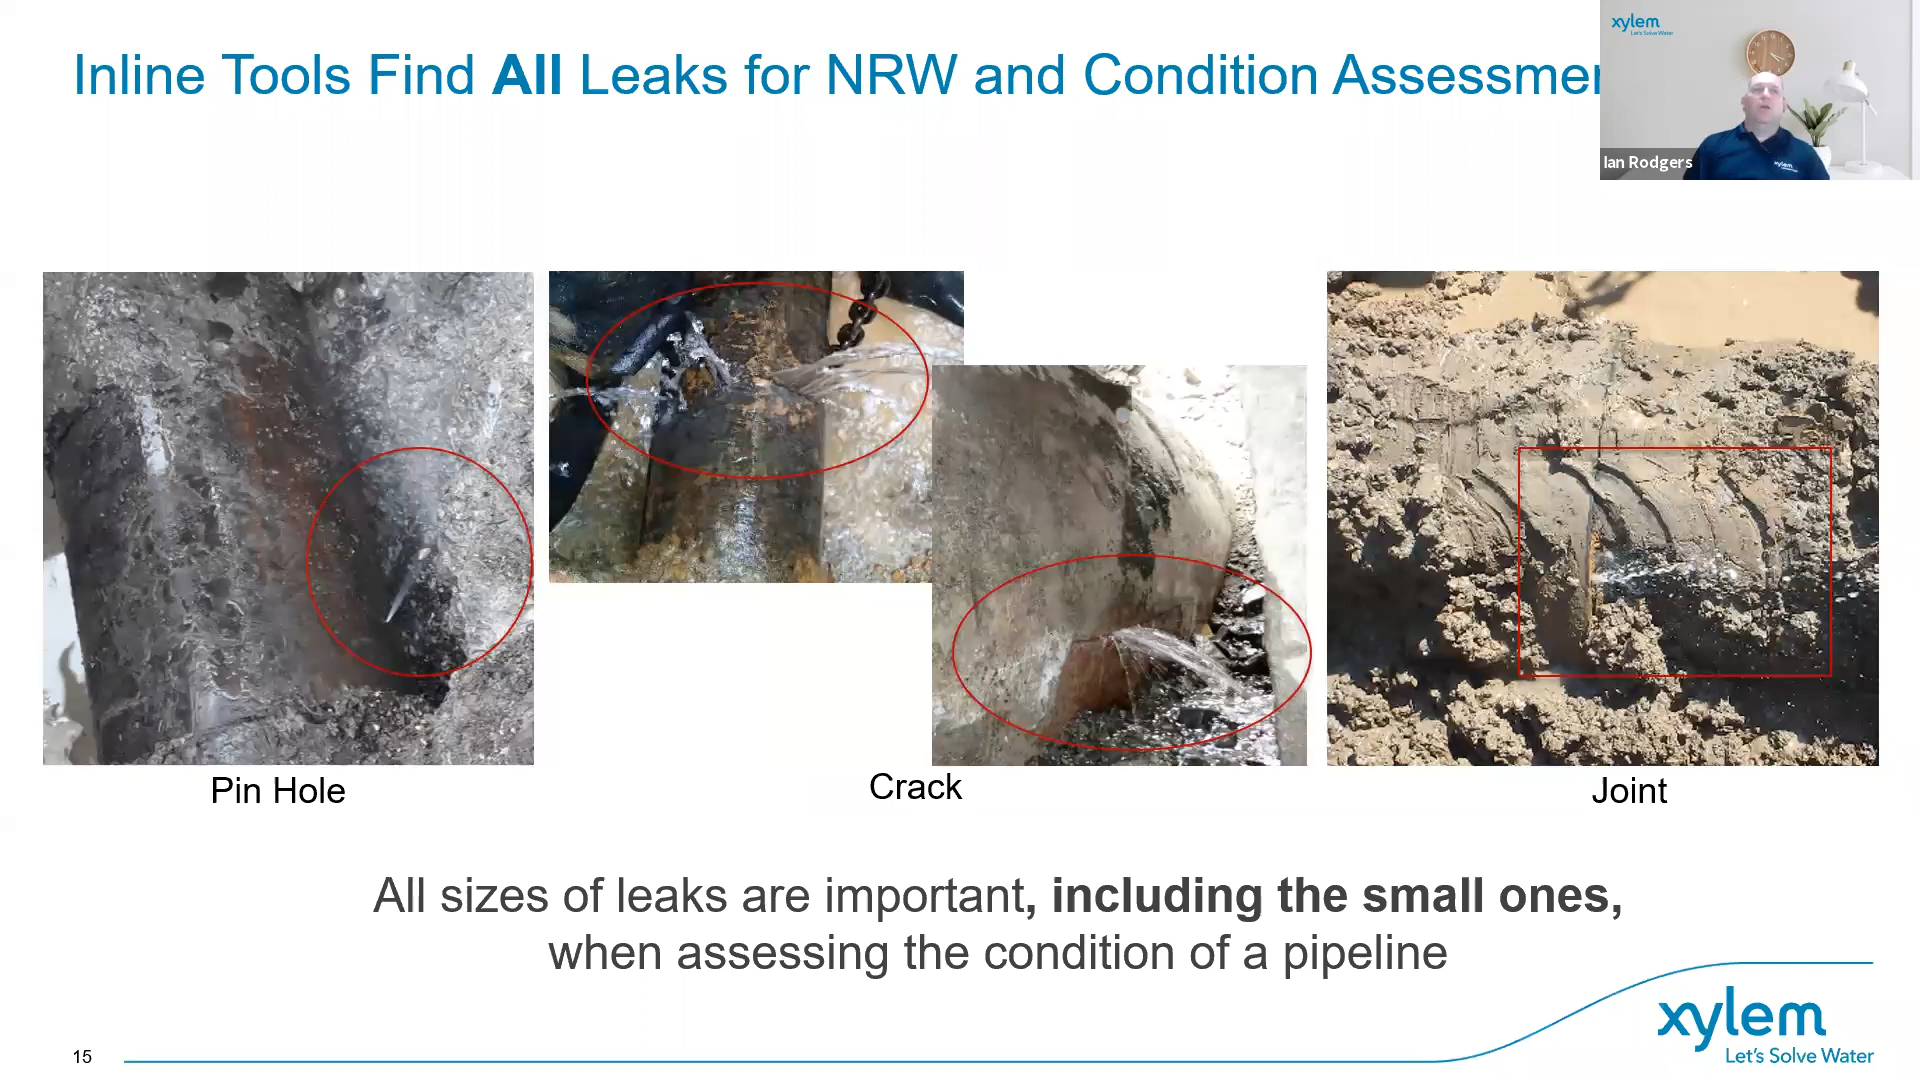 Inline Tools Find All Leaks for NRW and Condition Assessmen
xylem
Let's Solve Water
Ian Rodgers
xylem
Pin Hole
Crack
Joint
All sizes of leaks are important, including the small ones,
when assessing the condition of a pipeline
15
xylem
Let's Solve Water